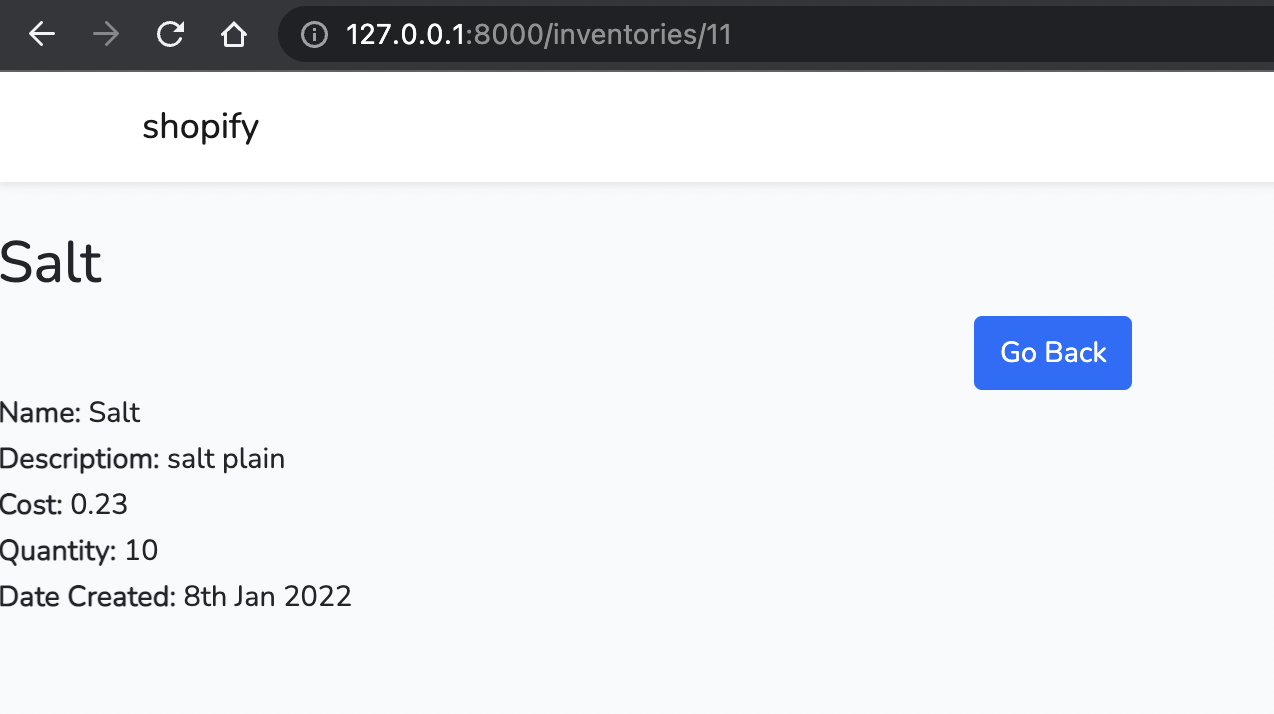 127.0.0.1:8000/inventories/11
shopify
Salt
Go Back
Name: Salt
Descriptiom: salt plain
Cost: 0.23
Quantity: 10
Date Created: 8th Jan 2022